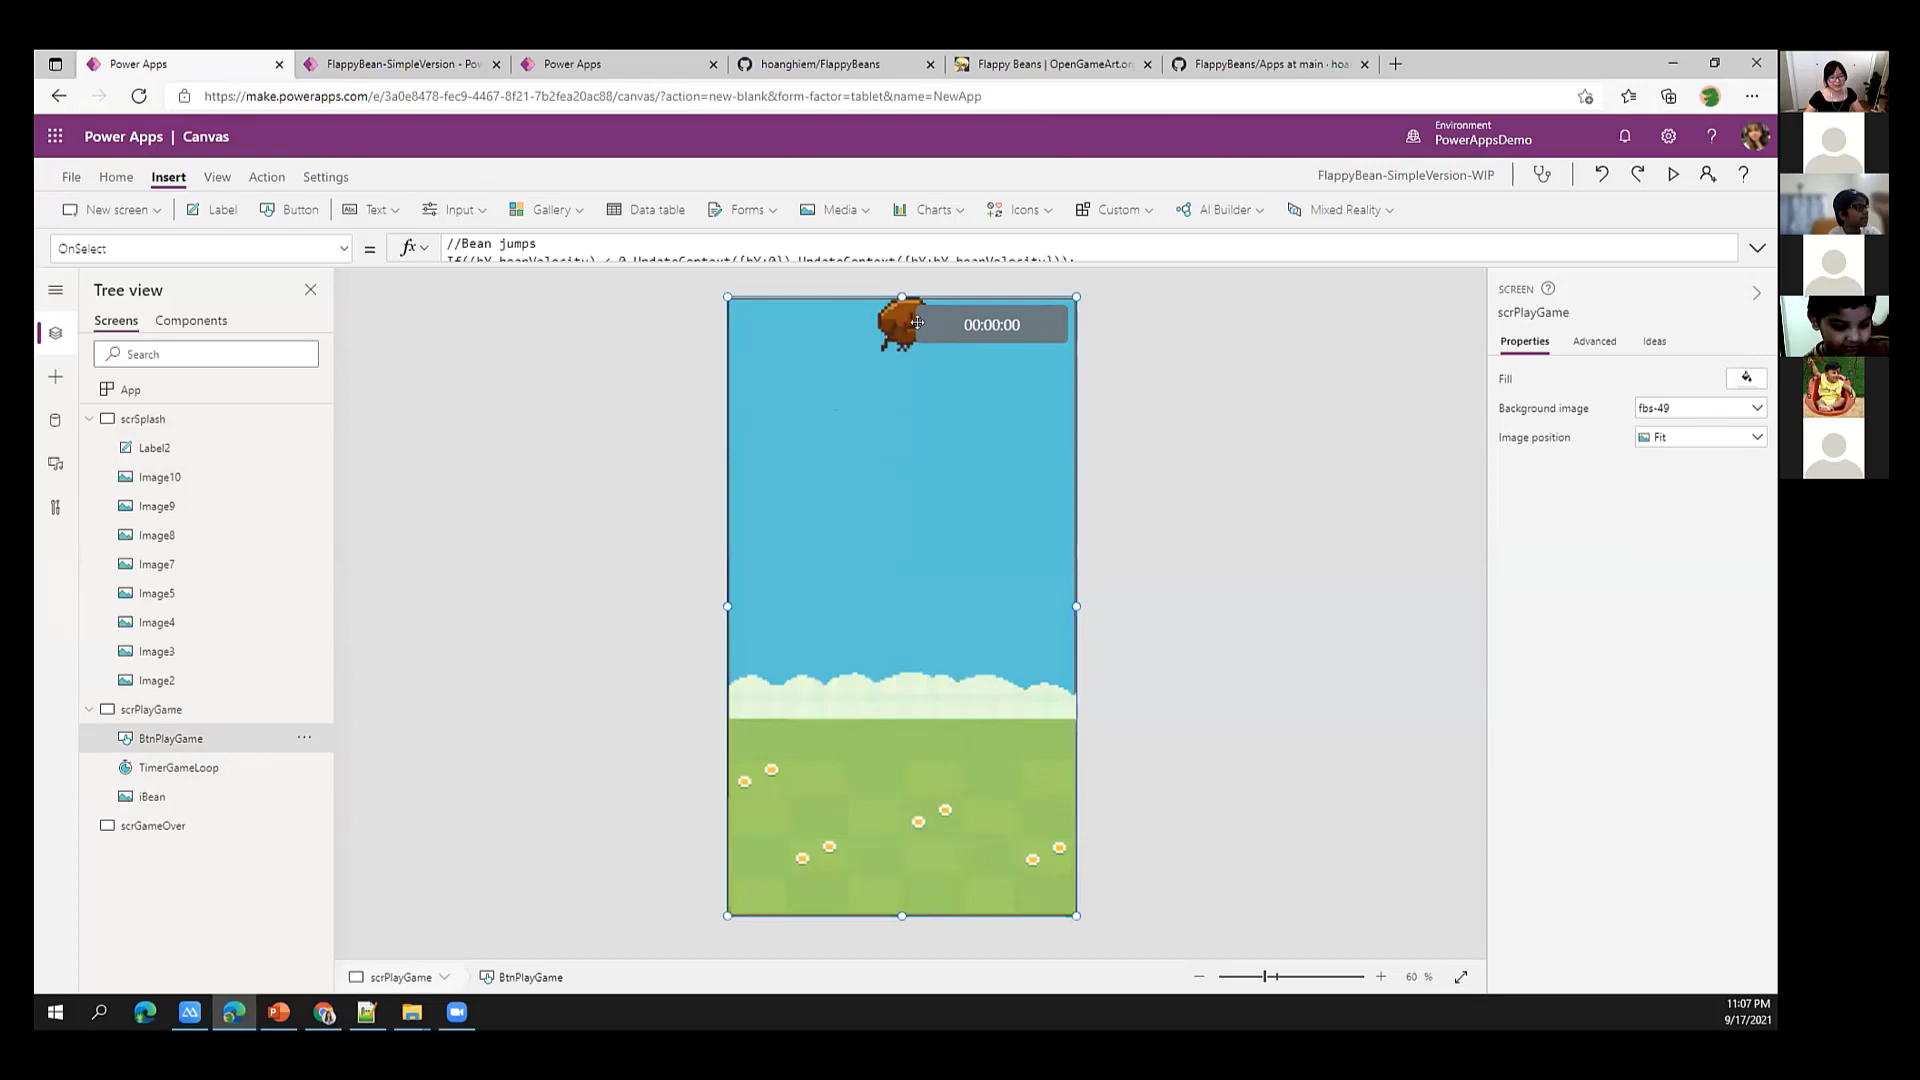 Power Apps
FlappyBean-SimpleVersion - Pow
Power Apps
hoanghiem/FlappyBeans
Flappy Beans | OpenGameArt.org
FlappyBeans/Apps at main · hoan
https://make.powerapps.com/e/3a0e8478-fec9-4467-8f21-7b2fea20ac88/canvas/?action=new-blank&form-factor=tablet&name=NewApp
Power Apps | Canvas
Environment
PowerAppsDemo
File Home Insert View Action Settings
FlappyBean-SimpleVersion-WIP
New screen Label Button Text Input Gallery Data table Forms Media Charts Icons Custom AI Builder Mixed Reality
OnSelect = fx //Bean jumps
Tree view
Screens Components
Search
App
scrSplash
Label2
Image10
Image9
Image8
Image7
Image5
Image4
Image3
Image2
scrPlayGame
BtnPlayGame
TimerGameLoop
iBean
scrGameOver
00:00:00
SCREEN
scrPlayGame
Properties Advanced Ideas
Fill
Background image fbs-49
Image position Fit
scrPlayGame BtnPlayGame
60 %
11:07 PM
9/17/2021